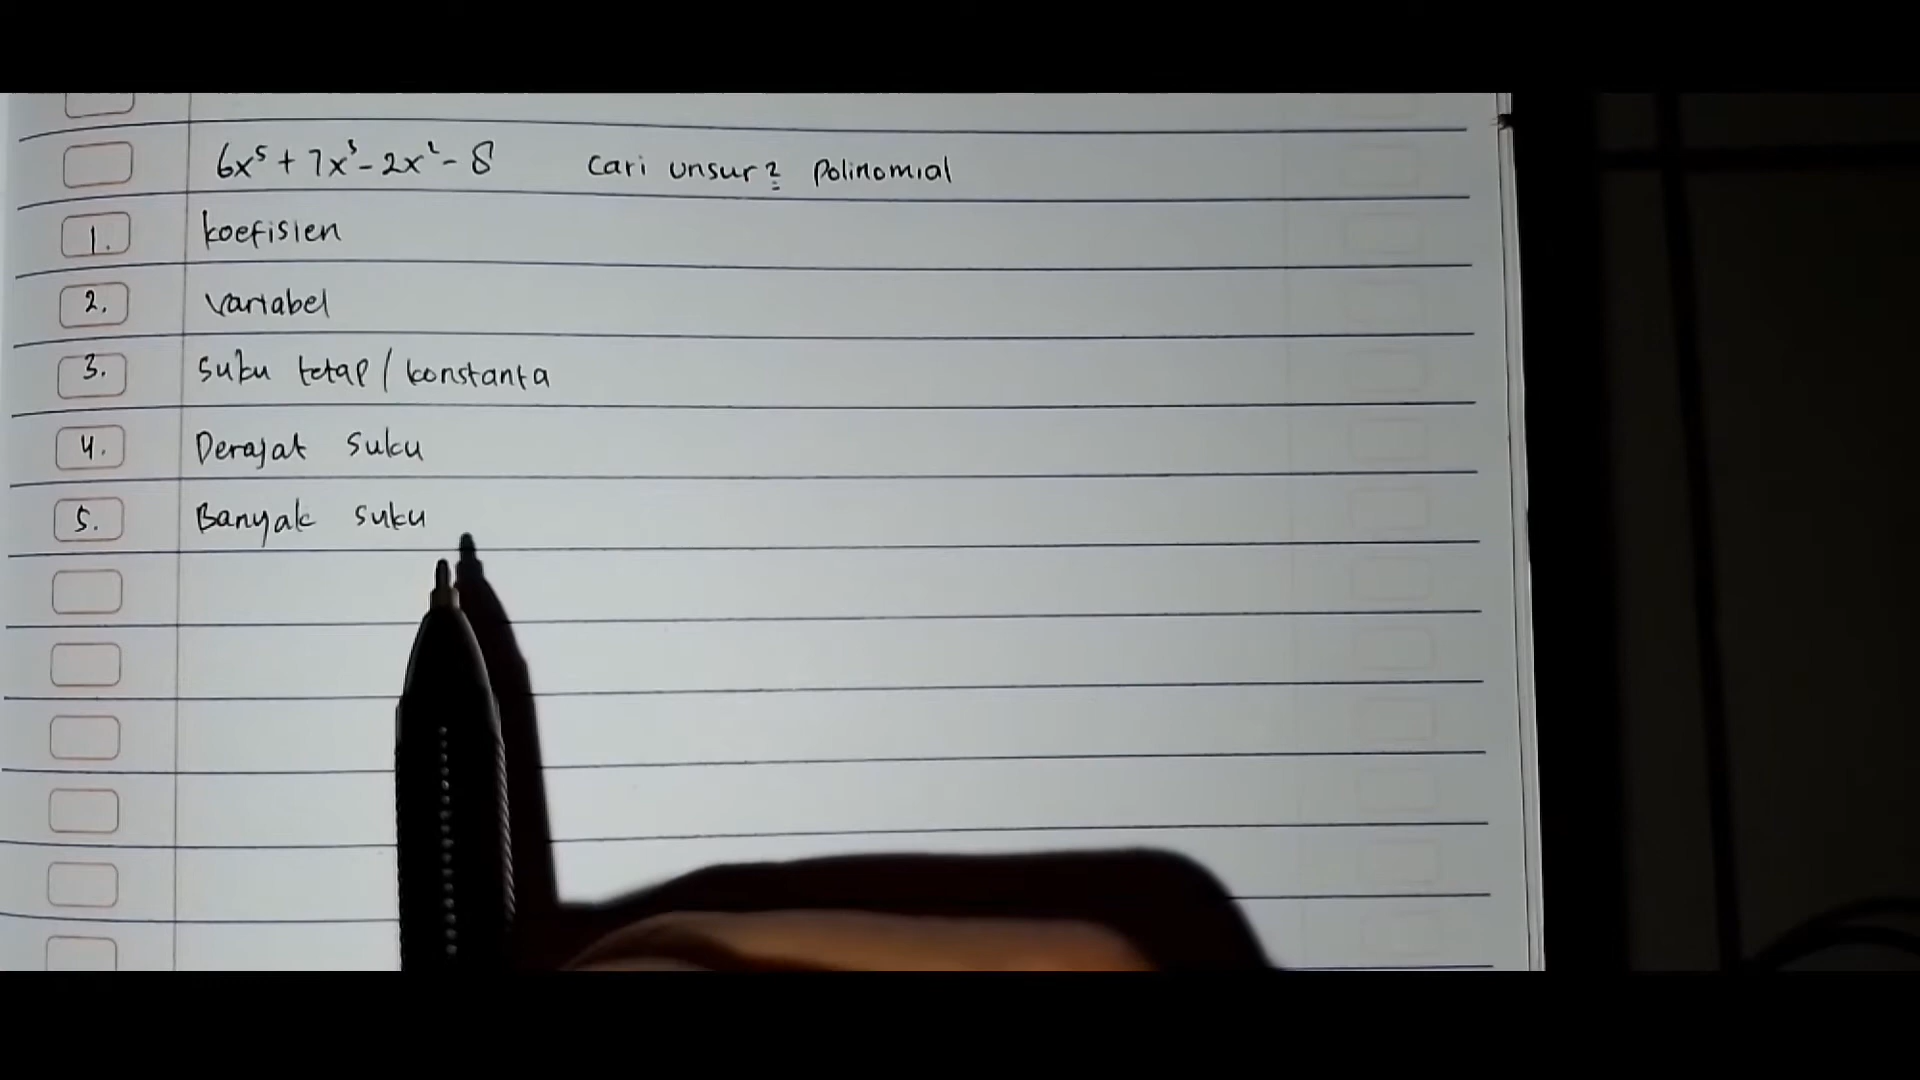 6x⁵ + 7x³ - 2x² - 8 Cari unsur2 Polinomial
1. koefisien
2. Variabel
3. Suku tetap / konstanta
4. Derajat suku
5. Banyak suku